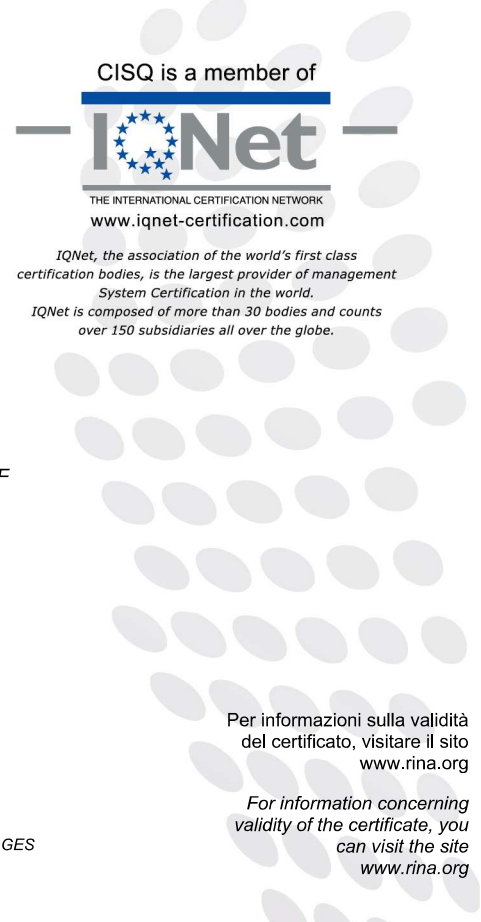 CISQ is a member of
IQNet
THE INTERNATIONAL CERTIFICATION NETWORK
www.iqnet-certification.com
IQNet, the association of the world's first class
certification bodies, is the largest provider of management
System Certification in the world.
IQNet is composed of more than 30 bodies and counts
over 150 subsidiaries all over the globe.
Per informazioni sulla validità
del certificato, visitare il sito
www.rina.org
For information concerning
validity of the certificate, you
GES
can visit the site
www.rina.org